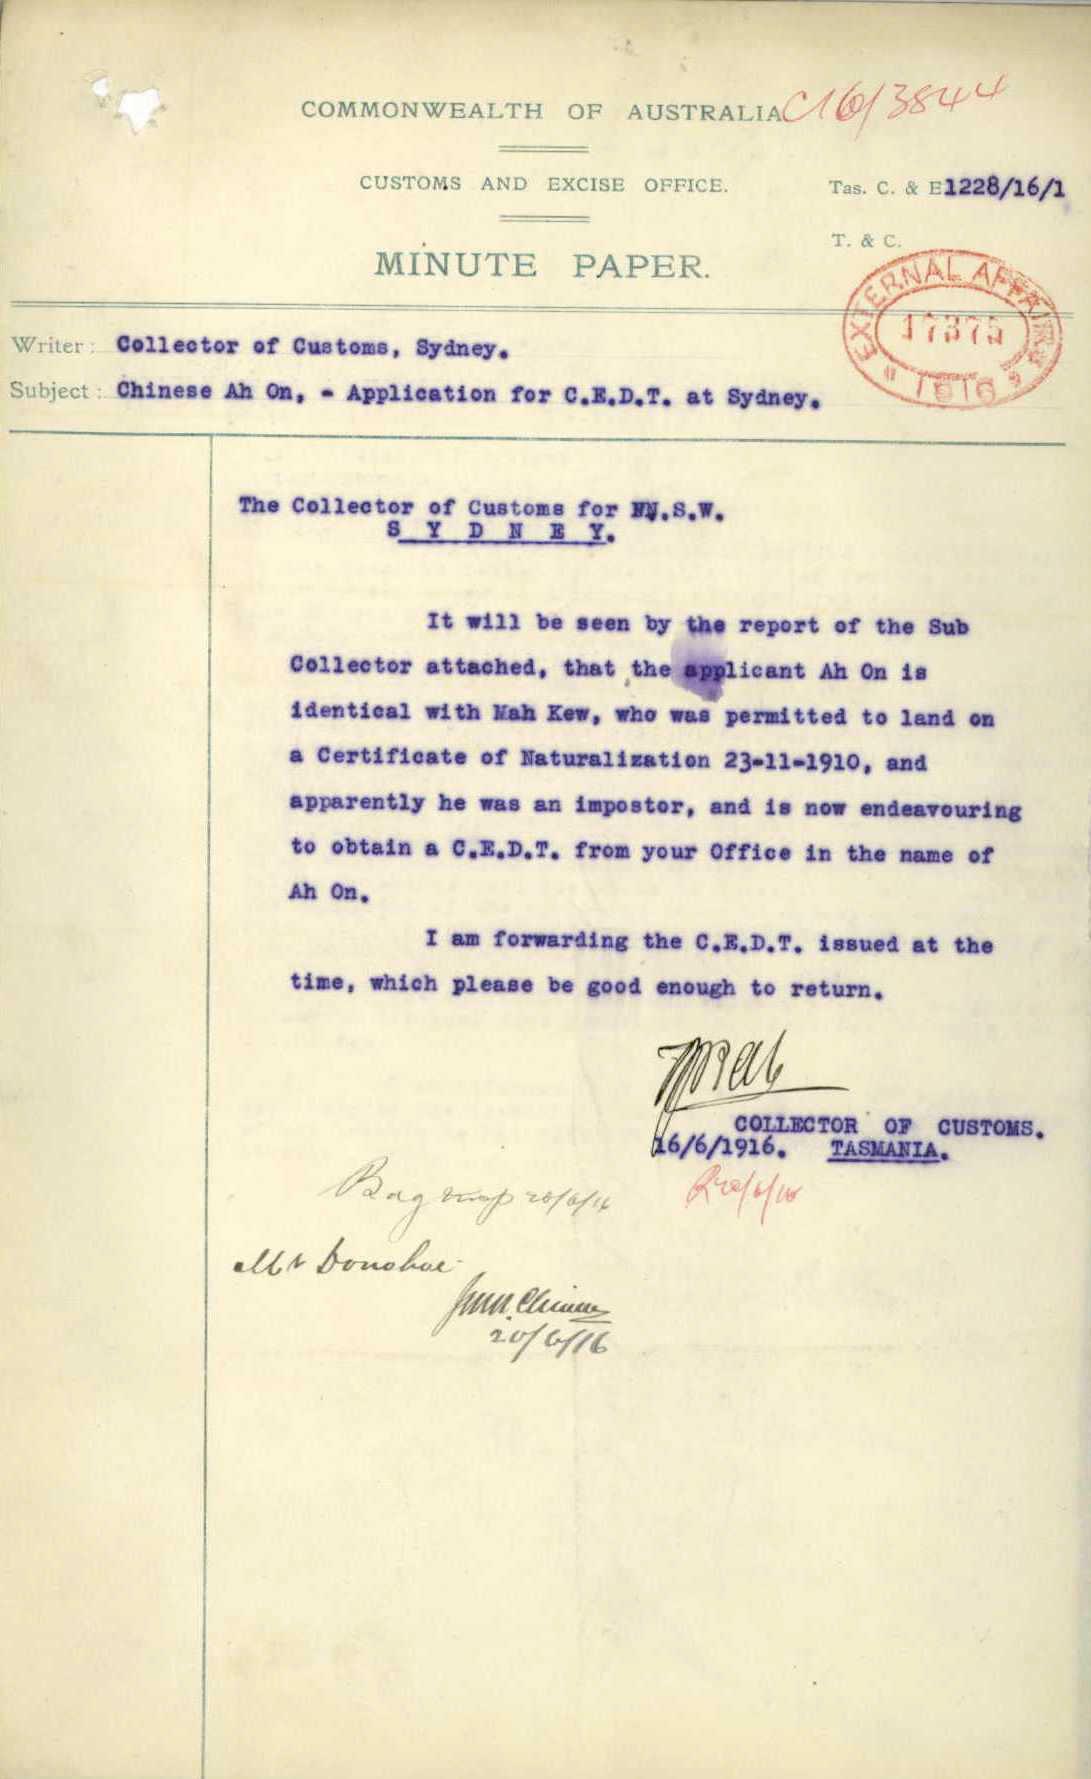 COMMONWEALTH OF AUSTRALIA
C16/3844
CUSTOMS AND EXCISE OFFICE.
Tas. C. & E 1228/16/1
T. & C.
MINUTE PAPER.
EXTERNAL AFFAIRS
17375
1916
Writer: Collector of Customs, Sydney.
Subject: Chinese Ah On, - Application for C.E.D.T. at Sydney.
The Collector of Customs for NN.S.W.
S Y D N E Y.
It will be seen by the report of the Sub
Collector attached, that the applicant Ah On is
identical with Mah Kew, who was permitted to land on
a Certificate of Naturalization 23-11-1910, and
apparently he was an impostor, and is now endeavouring
to obtain a C.E.D.T. from your Office in the name of
Ah On.
I am forwarding the C.E.D.T. issued at the
time, which please be good enough to return.
COLLECTOR OF CUSTOMS.
16/6/1916. TASMANIA.
20/6/16
Mr Donohoe
20/6/16